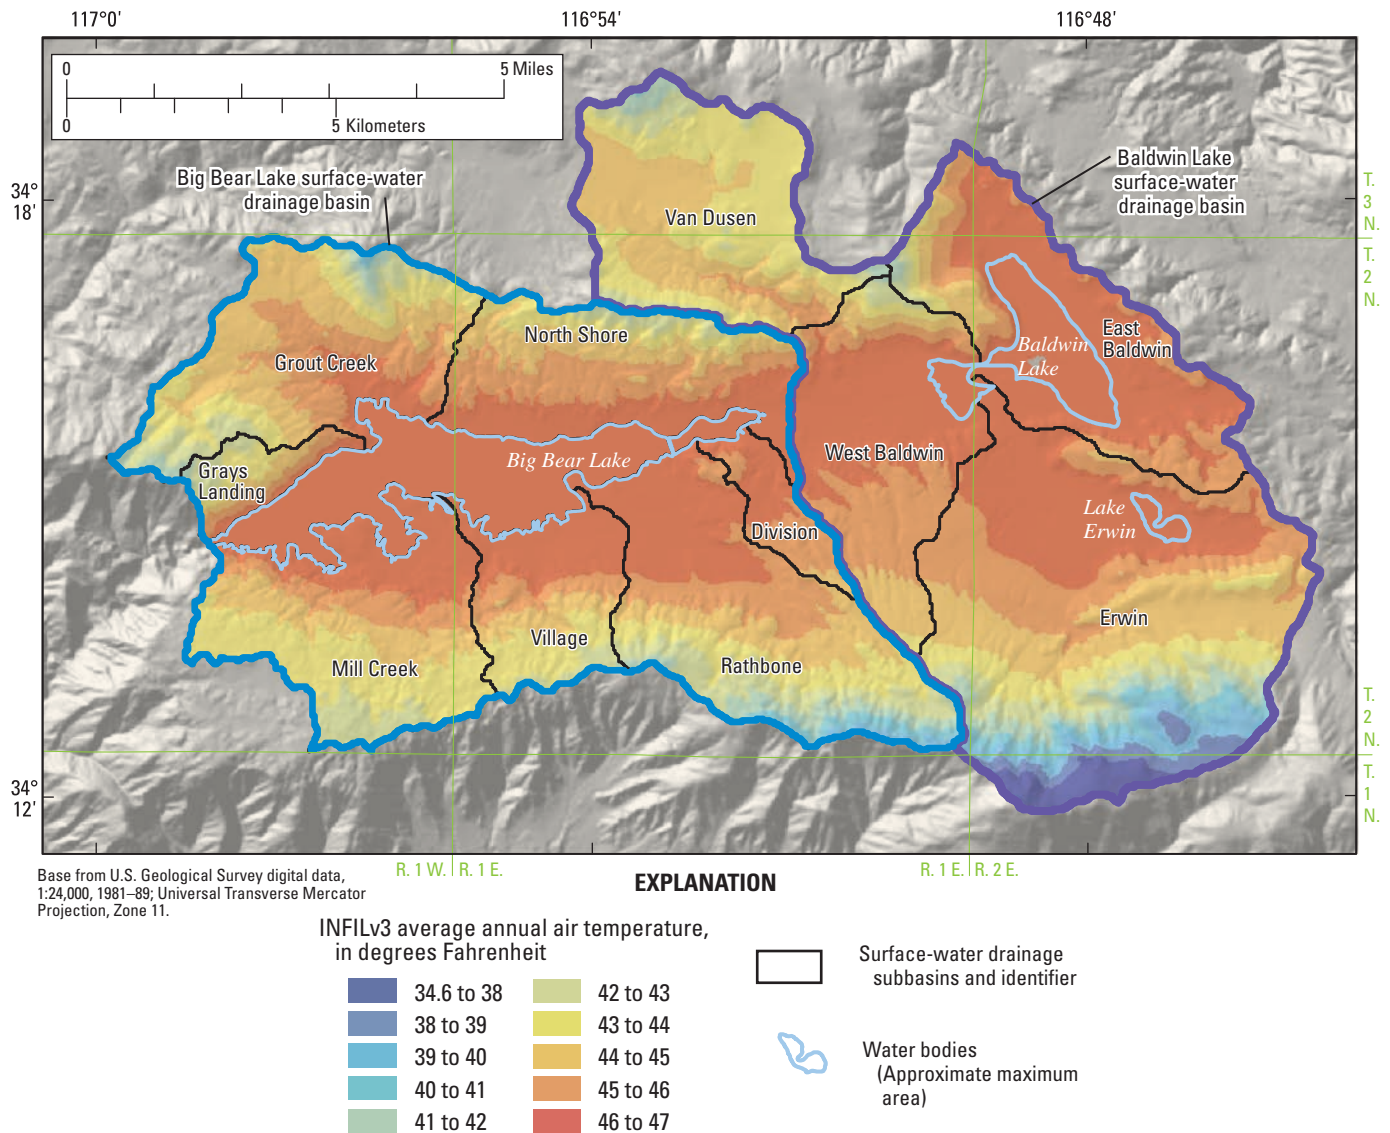 117°0'
116°54'
116°48'
0
5 Miles
0
5 Kilometers
Big Bear Lake surface-water
drainage basin
Baldwin Lake
surface-water
drainage basin
34°
18'
T.
3
N.
T.
2
N.
Van Dusen
North Shore
Grout Creek
East
Baldwin
Baldwin
Lake
West Baldwin
Big Bear Lake
Grays
Landing
Lake
Erwin
Division
Erwin
Village
Rathbone
Mill Creek
T.
2
N.
T.
1
N.
34°
12'
R. 1 W.
R. 1 E.
R. 1 E.
R. 2 E.
Base from U.S. Geological Survey digital data,
1:24,000, 1981–89; Universal Transverse Mercator
Projection, Zone 11.
EXPLANATION
INFILv3 average annual air temperature,
in degrees Fahrenheit
34.6 to 38
38 to 39
39 to 40
40 to 41
41 to 42
42 to 43
43 to 44
44 to 45
45 to 46
46 to 47
Surface-water drainage
subbasins and identifier
Water bodies
(Approximate maximum
area)